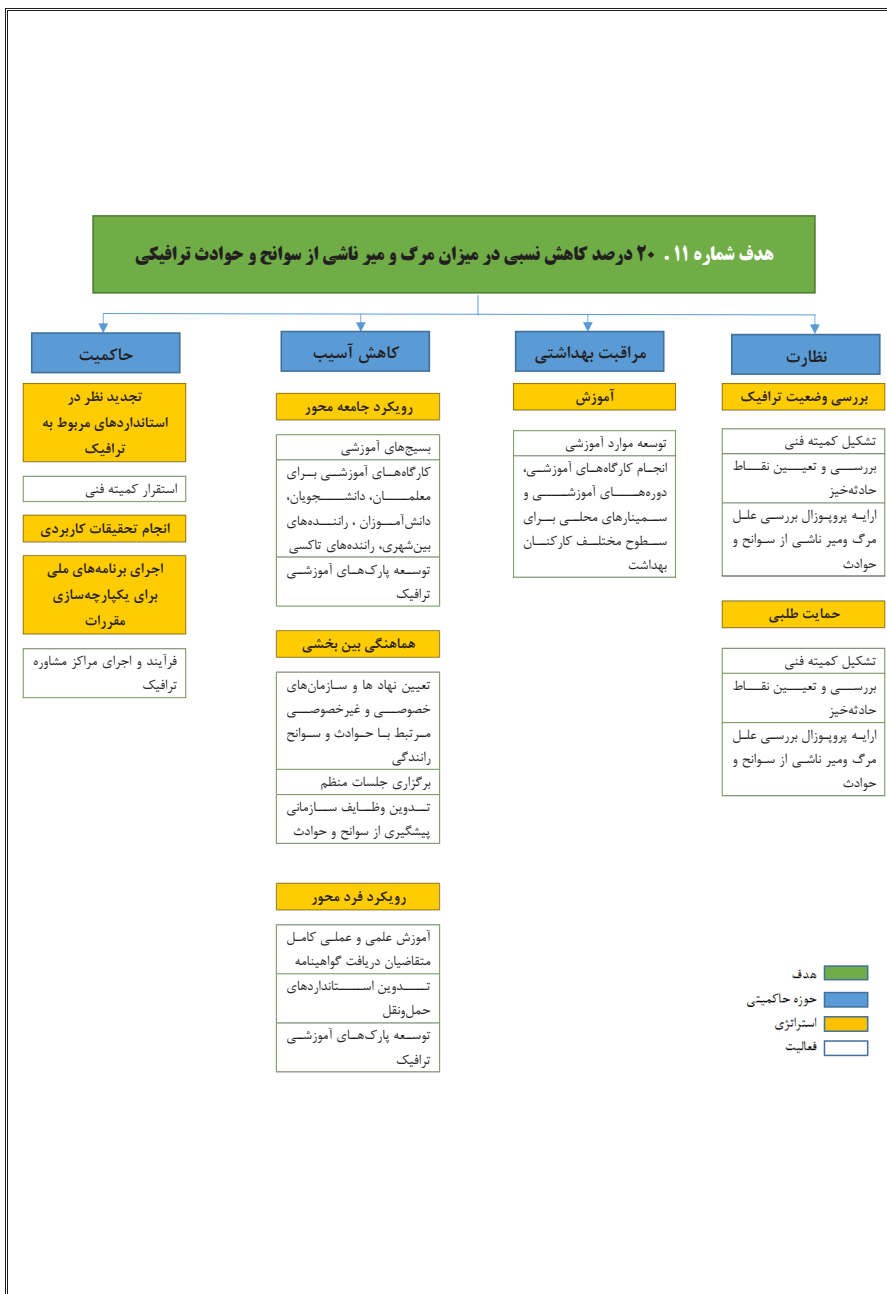 هدف شماره ۱۱ . ۲۰ درصد کاهش نسبی در میزان مرگ و میر ناشی از سوانح و حوادث ترافیکی
نظارت
بررسی وضعیت ترافیک
تشکیل کمیته فنی
بررسی و تعیین نقاط
حادثه‌خیز
ارایه پروپوزال بررسی علل
مرگ ومیر ناشی از سوانح و
حوادث
حمایت طلبی
تشکیل کمیته فنی
بررسی و تعیین نقاط
حادثه‌خیز
ارایه پروپوزال بررسی علل
مرگ ومیر ناشی از سوانح و
حوادث
مراقبت بهداشتی
آموزش
توسعه موارد آموزشی
انجام کارگاه‌های آموزشی،
دوره‌های آموزشی و
سمینارهای محلی برای
سطوح مختلف کارکنان
بهداشت
کاهش آسیب
رویکرد جامعه محور
بسیج‌های آموزشی
کارگاه‌های آموزشی برای
معلمان، دانشجویان،
دانش‌آموزان ، راننده‌های
بین‌شهری، راننده‌های تاکسی
توسعه پارک‌های آموزشی
ترافیک
هماهنگی بین بخشی
تعیین نهاد ها و سازمان‌های
خصوصی و غیرخصوصی
مرتبط با حوادث و سوانح
رانندگی
برگزاری جلسات منظم
تدوین وظایف سازمانی
پیشگیری از سوانح و حوادث
رویکرد فرد محور
آموزش علمی و عملی کامل
متقاضیان دریافت گواهینامه
تدوین استانداردهای
حمل‌ونقل
توسعه پارک‌های آموزشی
ترافیک
حاکمیت
تجدید نظر در
استانداردهای مربوط به
ترافیک
استقرار کمیته فنی
انجام تحقیقات کاربردی
اجرای برنامه‌های ملی
برای یکپارچه‌سازی
مقررات
فرآیند و اجرای مراکز مشاوره
ترافیک
هدف
حوزه حاکمیتی
استراتژی
فعالیت